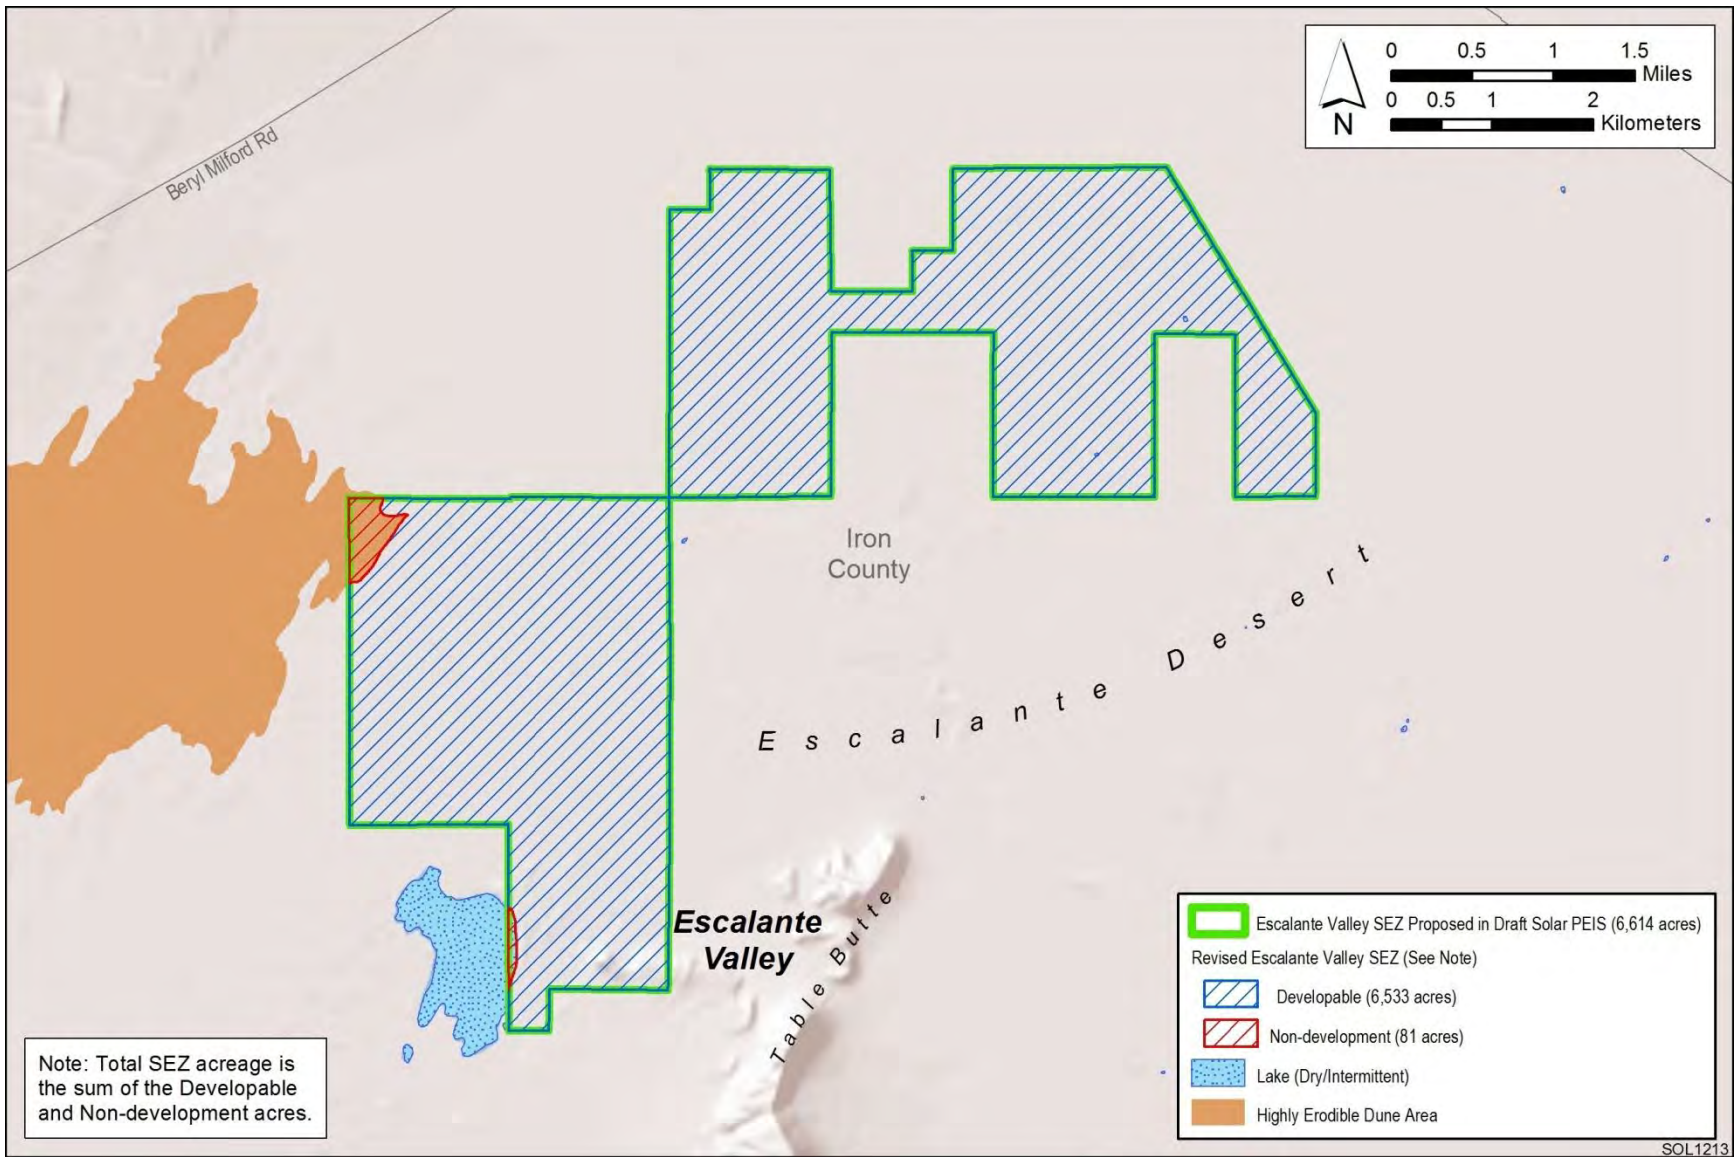 0 0.5 1 1.5
Miles
0 0.5 1 2
Kilometers
N
Beryl Milford Rd
Iron
County
Escalante Desert
Escalante
Valley
Table Butte
Escalante Valley SEZ Proposed in Draft Solar PEIS (6,614 acres)
Revised Escalante Valley SEZ (See Note)
Developable (6,533 acres)
Non-development (81 acres)
Lake (Dry/Intermittent)
Highly Erodible Dune Area
Note: Total SEZ acreage is
the sum of the Developable
and Non-development acres.
SOL1213